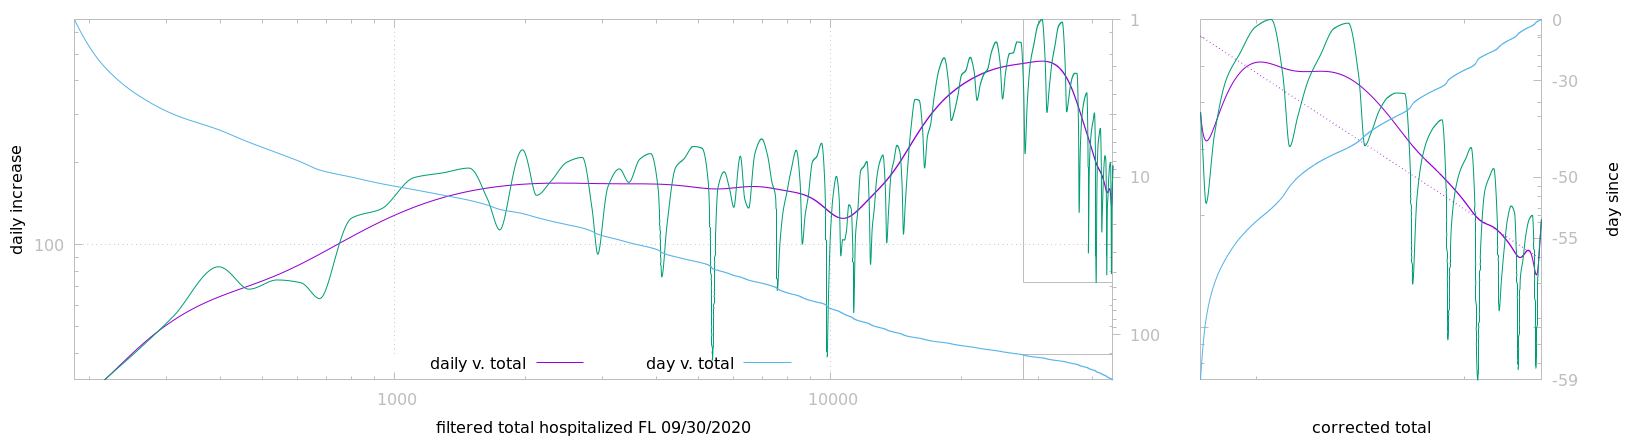 1
0
-30
daily increase
10
-50
day since
100
-55
100
daily v. total
day v. total
-59
1000
10000
filtered total hospitalized FL 09/30/2020
corrected total